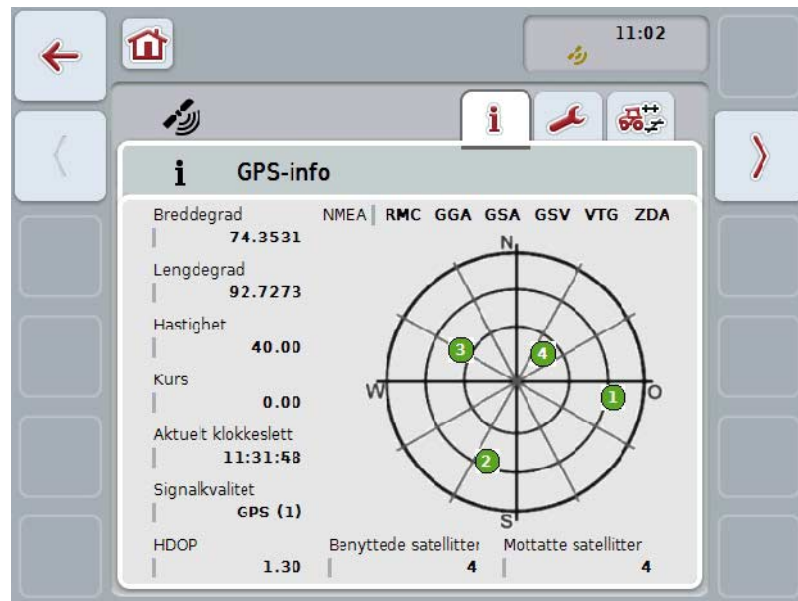 11:02
i
i GPS-info
Breddegrad
74.3531
NMEA RMC GGA GSA GSV VTG ZDA
Lengdegrad
92.7273
Hastighet
40.00
Kurs
0.00
Aktuelt klokkeslett
11:31:58
Signalkvalitet
GPS (1)
HDOP
1.30
N
3
4
W
1
O
2
S
Benyttede satellitter
4
Mottatte satellitter
4